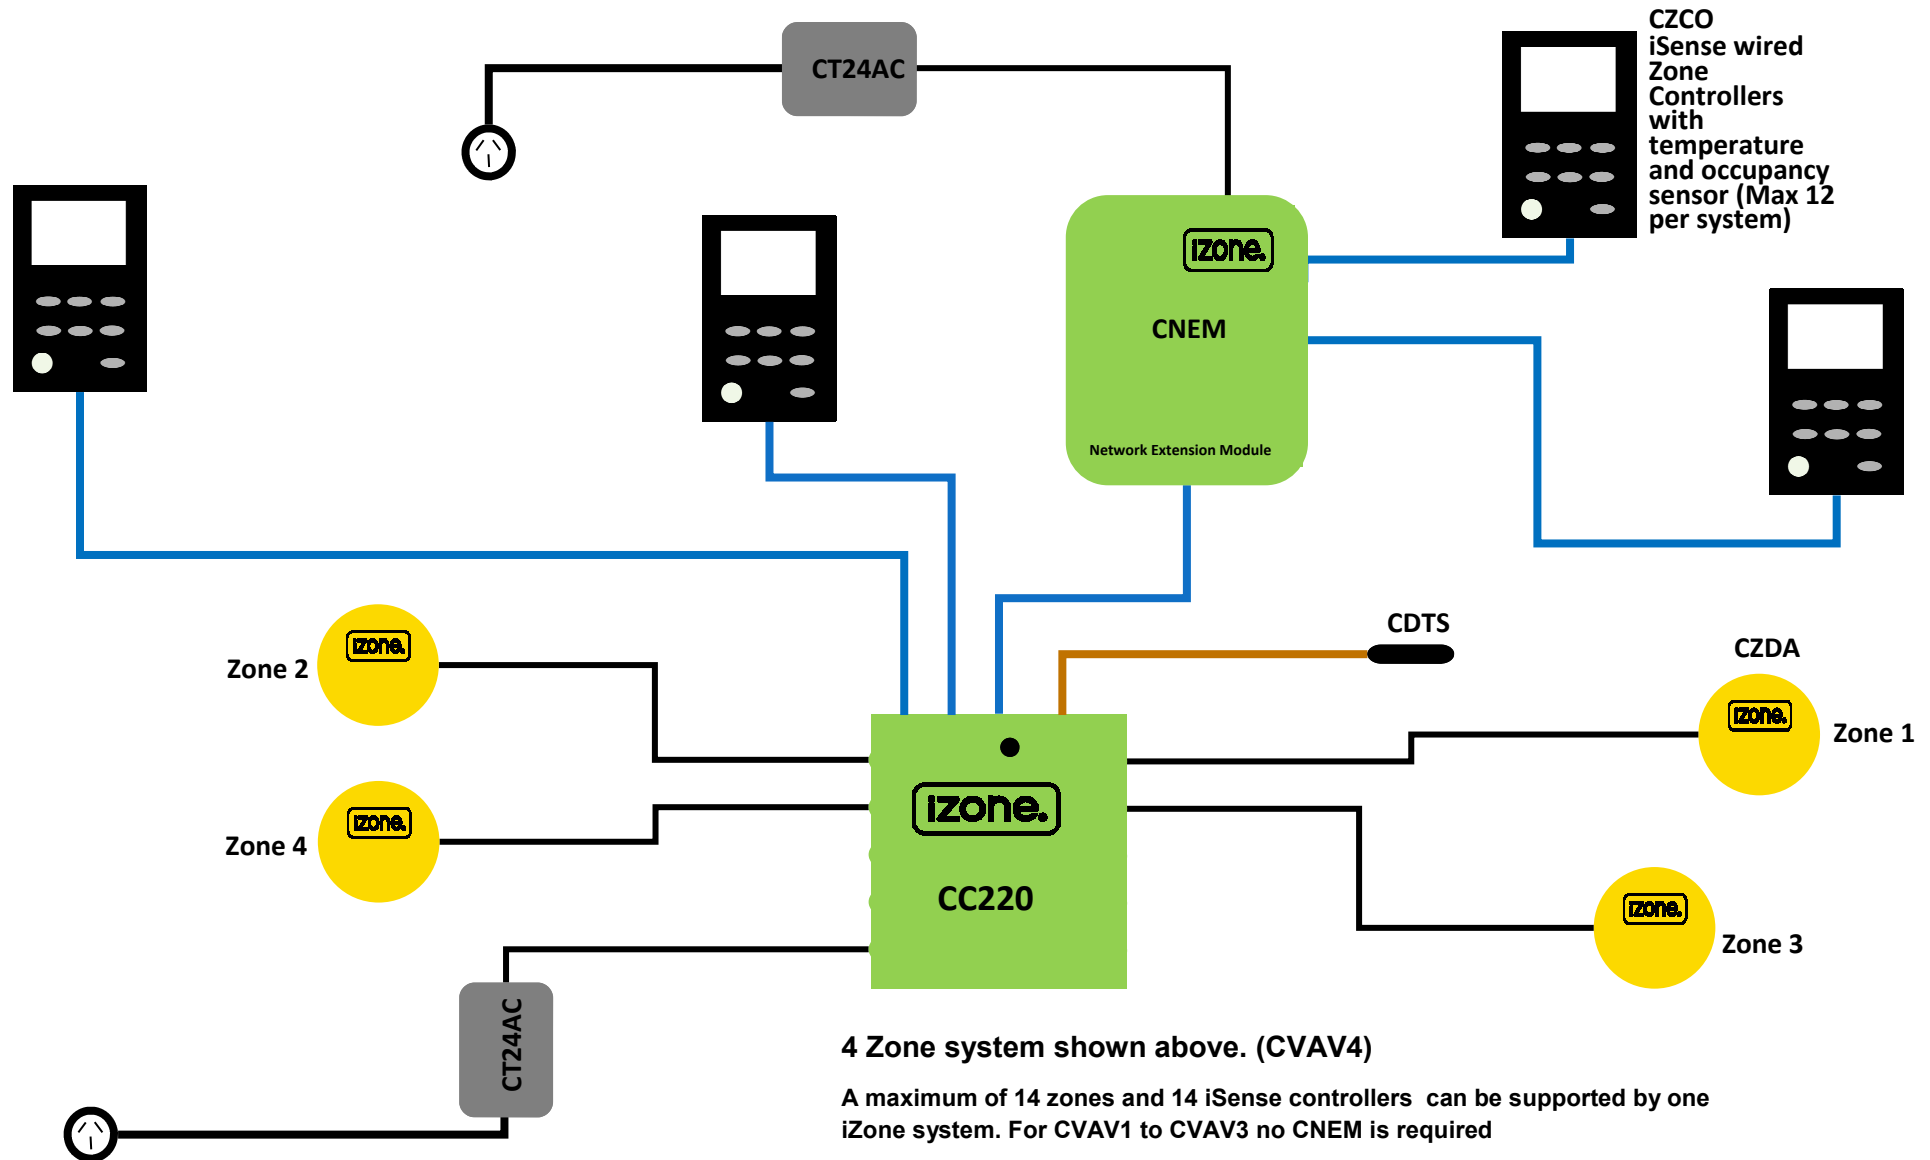 CT24AC
CZCO
iSense wired
Zone
Controllers
with
temperature
and occupancy
sensor (Max 12
per system)
izone.
CNEM
Network Extension Module
CDTS
CZDA
izone.
Zone 2
izone.
Zone 1
izone.
Zone 4
izone.
CC220
izone.
Zone 3
CT24AC
4 Zone system shown above. (CVAV4)
A maximum of 14 zones and 14 iSense controllers can be supported by one
iZone system. For CVAV1 to CVAV3 no CNEM is required